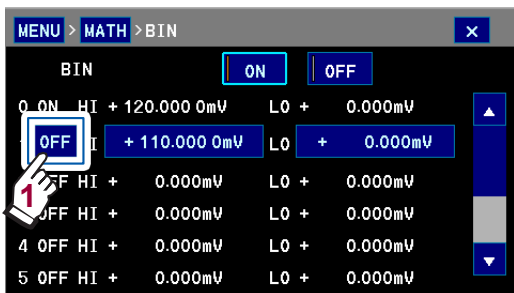 MENU > MATH >BIN ×
BIN ON OFF
0 ON HI + 120.000 0mV LO + 0.000mV
OFF + 110.000 0mV LO + 0.000mV
HI + 0.000mV LO + 0.000mV
OFF HI + 0.000mV LO + 0.000mV
4 OFF HI + 0.000mV LO + 0.000mV
5 OFF HI + 0.000mV LO + 0.000mV
1